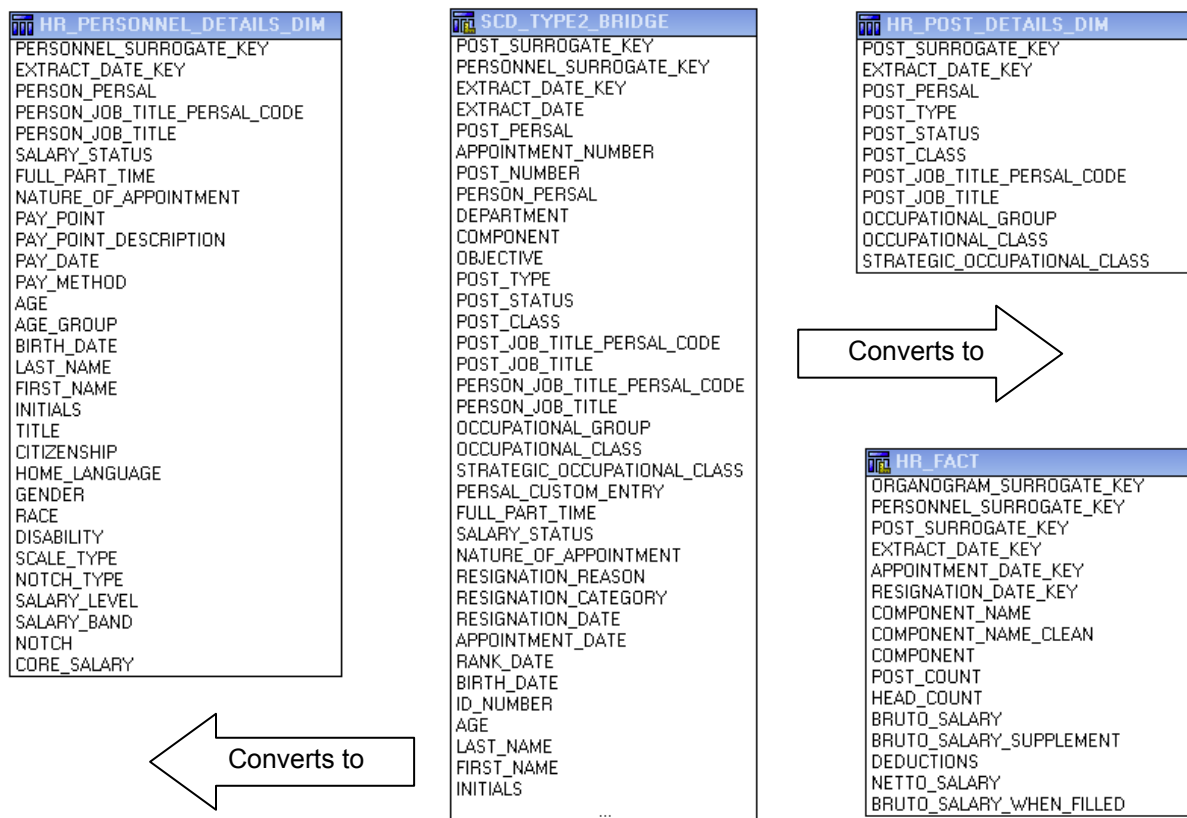 HR_PERSONNEL_DETAILS_DIM
PERSONNEL_SURROGATE_KEY
EXTRACT_DATE_KEY
PERSON_PERSAL
PERSON_JOB_TITLE_PERSAL_CODE
PERSON_JOB_TITLE
SALARY_STATUS
FULL_PART_TIME
NATURE_OF_APPOINTMENT
PAY_POINT
PAY_POINT_DESCRIPTION
PAY_DATE
PAY_METHOD
AGE
AGE_GROUP
BIRTH_DATE
LAST_NAME
FIRST_NAME
INITIALS
TITLE
CITIZENSHIP
HOME_LANGUAGE
GENDER
RACE
DISABILITY
SCALE_TYPE
NOTCH_TYPE
SALARY_LEVEL
SALARY_BAND
NOTCH
CORE_SALARY
Converts to
SCD_TYPE2_BRIDGE
POST_SURROGATE_KEY
PERSONNEL_SURROGATE_KEY
EXTRACT_DATE_KEY
EXTRACT_DATE
POST_PERSAL
APPOINTMENT_NUMBER
POST_NUMBER
PERSON_PERSAL
DEPARTMENT
COMPONENT
OBJECTIVE
POST_TYPE
POST_STATUS
POST_CLASS
POST_JOB_TITLE_PERSAL_CODE
POST_JOB_TITLE
PERSON_JOB_TITLE_PERSAL_CODE
PERSON_JOB_TITLE
OCCUPATIONAL_GROUP
OCCUPATIONAL_CLASS
STRATEGIC_OCCUPATIONAL_CLASS
PERSAL_CUSTOM_ENTRY
FULL_PART_TIME
SALARY_STATUS
NATURE_OF_APPOINTMENT
RESIGNATION_REASON
RESIGNATION_CATEGORY
RESIGNATION_DATE
APPOINTMENT_DATE
RANK_DATE
BIRTH_DATE
ID_NUMBER
AGE
LAST_NAME
FIRST_NAME
INITIALS
...
HR_POST_DETAILS_DIM
POST_SURROGATE_KEY
EXTRACT_DATE_KEY
POST_PERSAL
POST_TYPE
POST_STATUS
POST_CLASS
POST_JOB_TITLE_PERSAL_CODE
POST_JOB_TITLE
OCCUPATIONAL_GROUP
OCCUPATIONAL_CLASS
STRATEGIC_OCCUPATIONAL_CLASS
Converts to
HR_FACT
ORGANOGRAM_SURROGATE_KEY
PERSONNEL_SURROGATE_KEY
POST_SURROGATE_KEY
EXTRACT_DATE_KEY
APPOINTMENT_DATE_KEY
RESIGNATION_DATE_KEY
COMPONENT_NAME
COMPONENT_NAME_CLEAN
COMPONENT
POST_COUNT
HEAD_COUNT
BRUTO_SALARY
BRUTO_SALARY_SUPPLEMENT
DEDUCTIONS
NETTO_SALARY
BRUTO_SALARY_WHEN_FILLED